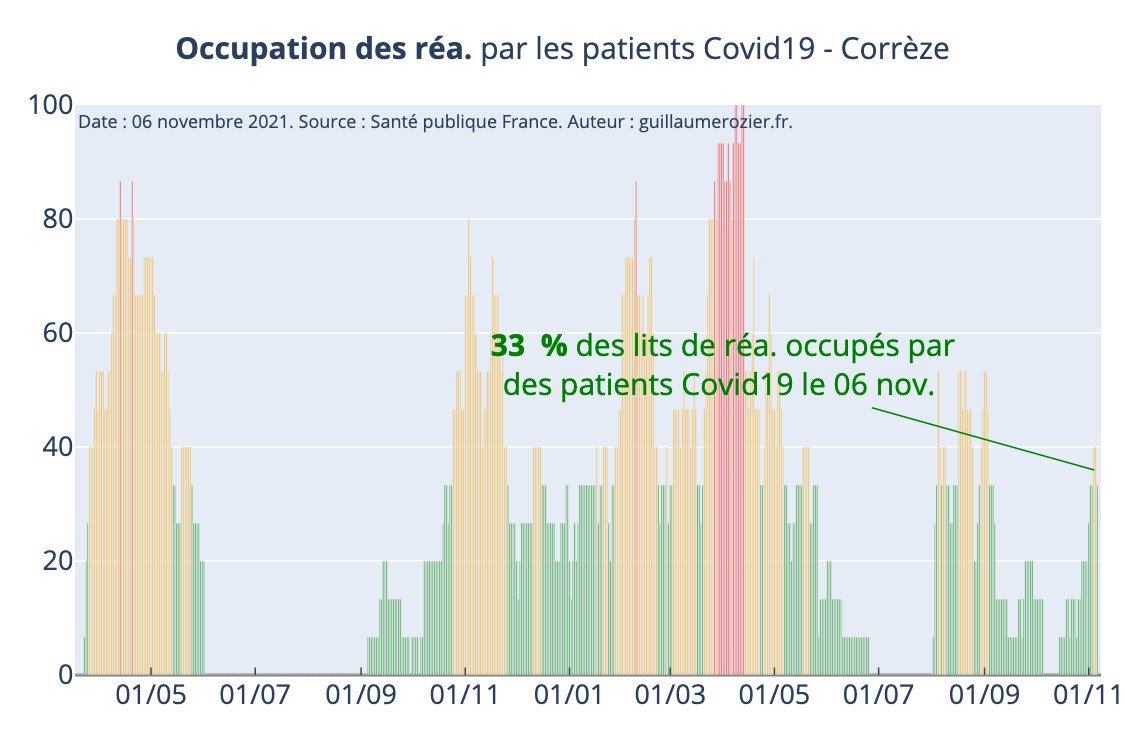 Occupation des réa. par les patients Covid19 - Corrèze
100
Date : 06 novembre 2021. Source : Santé publique France. Auteur : guillaumerozier.fr.
80
60
33 % des lits de réa. occupés par
des patients Covid19 le 06 nov.
40
20
0
01/05 01/07 01/09 01/11 01/01 01/03 01/05 01/07 01/09 01/11